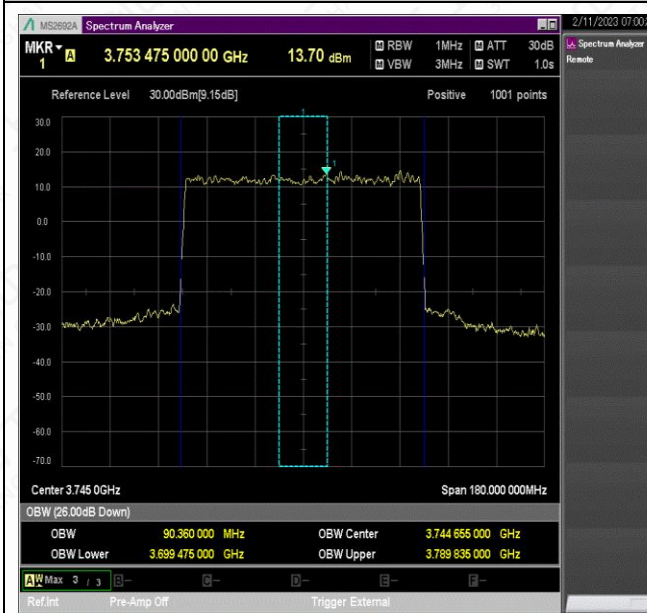 MS2692A Spectrum Analyzer 2/11/2023 07:00:
MKR A 3.753 475 000 00 GHz 13.70 dBm M RBW 1MHz M ATT 30dB Spectrum Analyzer
1 M VBW 3MHz M SWT 1.0s Remote
Reference Level 30.00dBm[9.15dB] Positive 1001 points
1
30.0
20.0
1
10.0
0.0
-10.0
-20.0
-30.0
-40.0
-50.0
-60.0
-70.0
Center 3.745 0GHz Span 180.000 000MHz
OBW (26.00dB Down)
OBW 90.360 000 MHz OBW Center 3.744 655 000 GHz
OBW Lower 3.699 475 000 GHz OBW Upper 3.789 835 000 GHz
A W Max 3 / 3 B- C- D- E- F-
Ref.Int Pre-Amp Off Trigger External